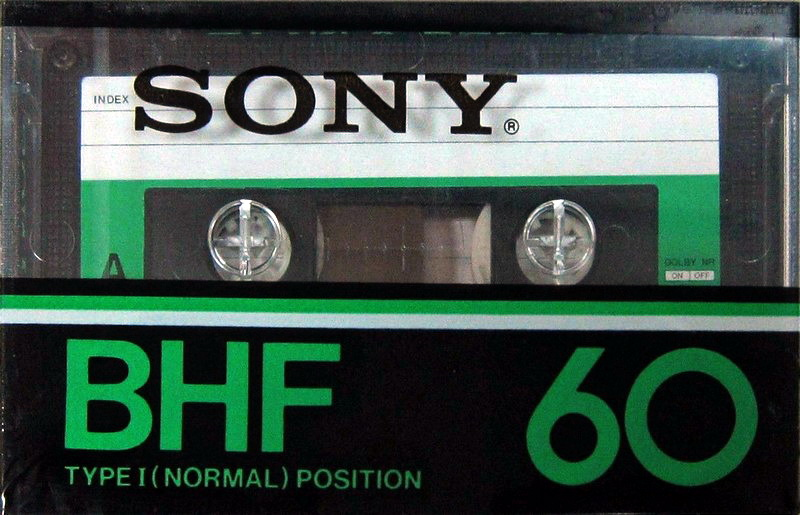 INDEX SONY®
A
DOLBY NR
ON OFF
BHF 60
TYPE I (NORMAL) POSITION